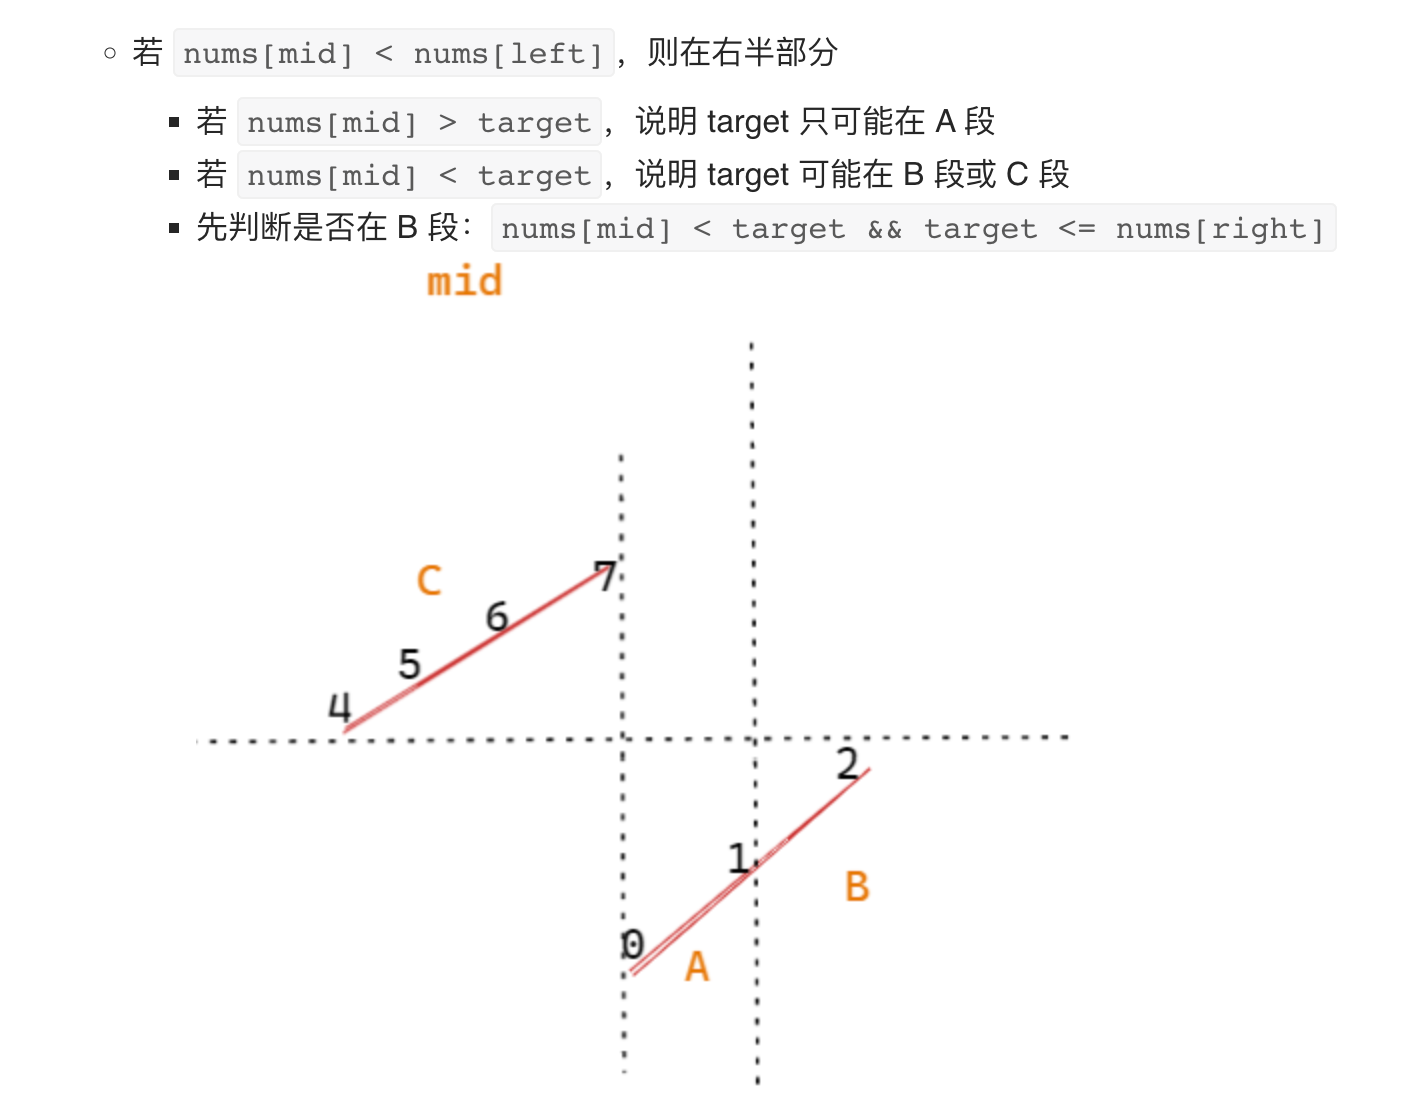 若 nums[mid] < nums[left]，则在右半部分
若 nums[mid] > target，说明 target 只可能在 A 段
若 nums[mid] < target，说明 target 可能在 B 段或 C 段
先判断是否在 B 段：nums[mid] < target && target <= nums[right]
mid
C
7
6
5
4
2
1
B
0
A